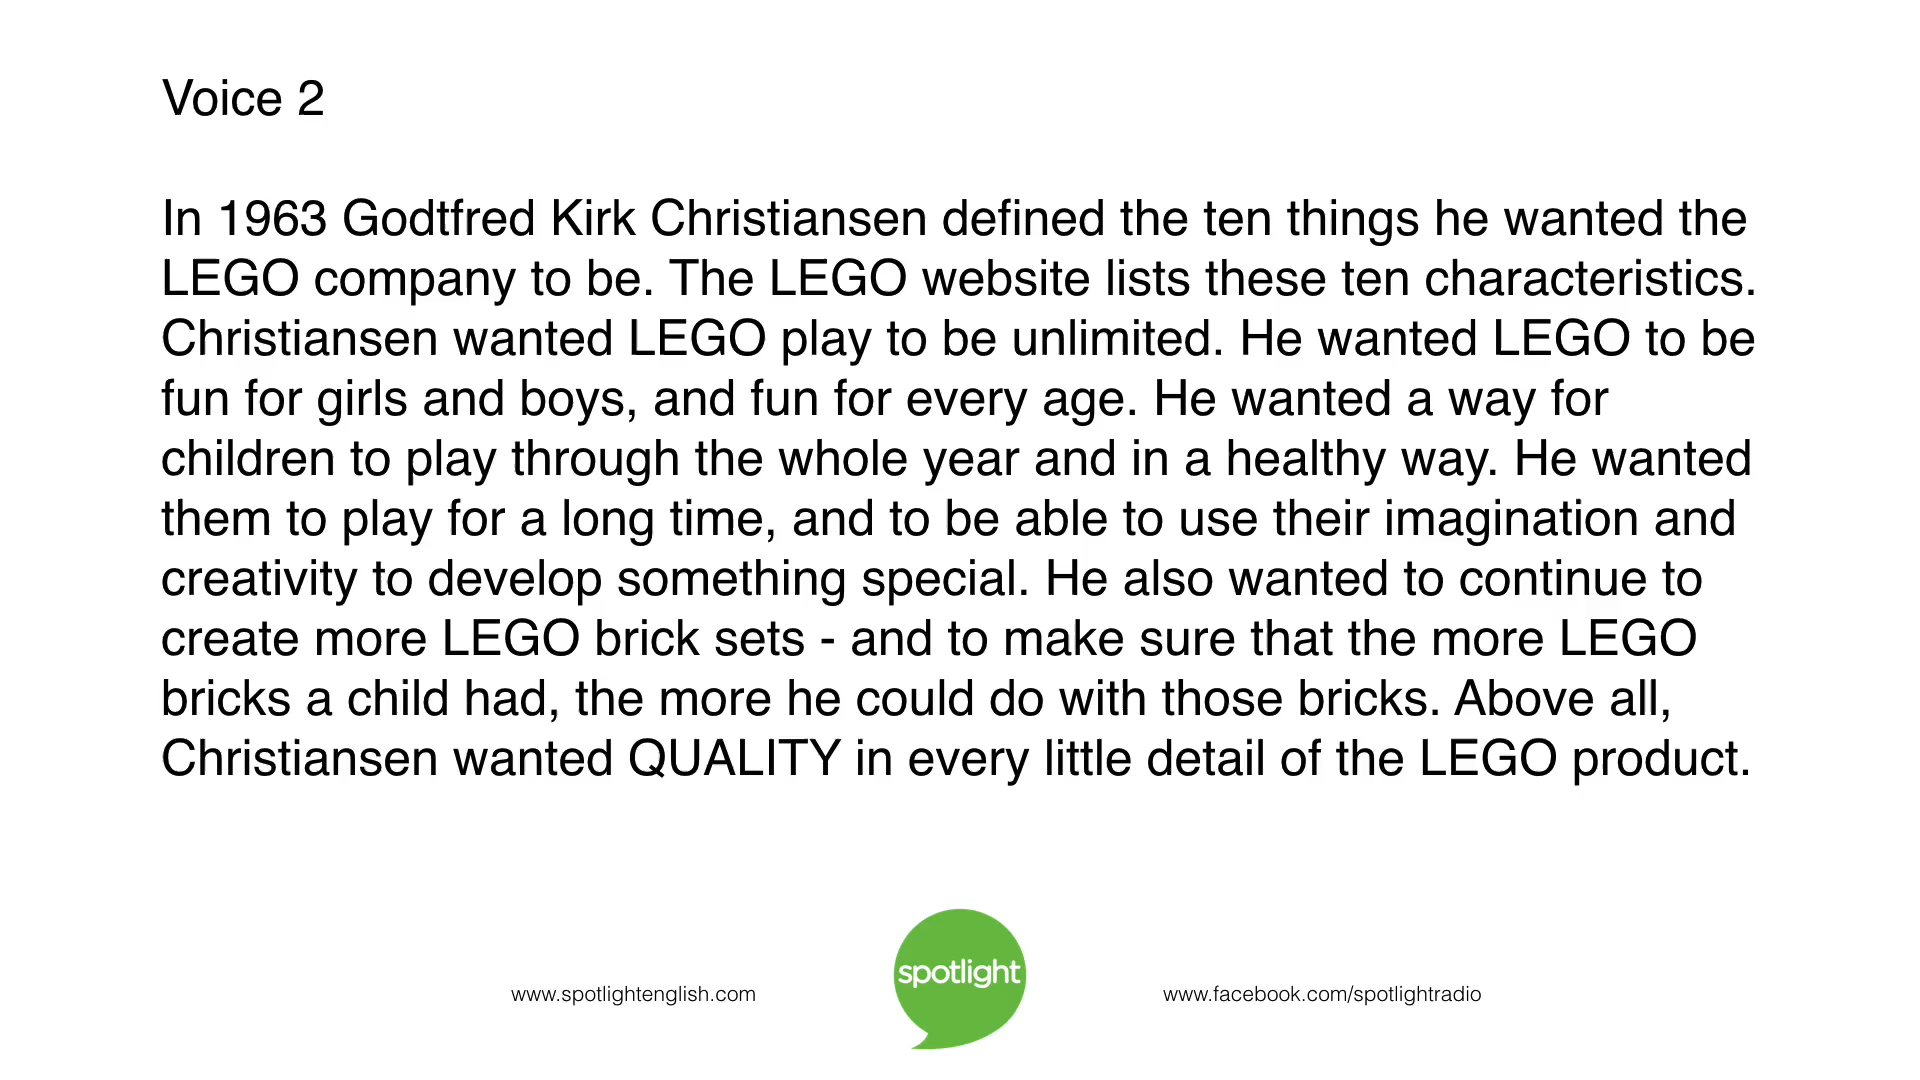 Voice 2
In 1963 Godtfred Kirk Christiansen defined the ten things he wanted the
LEGO company to be. The LEGO website lists these ten characteristics.
Christiansen wanted LEGO play to be unlimited. He wanted LEGO to be
fun for girls and boys, and fun for every age. He wanted a way for
children to play through the whole year and in a healthy way. He wanted
them to play for a long time, and to be able to use their imagination and
creativity to develop something special. He also wanted to continue to
create more LEGO brick sets - and to make sure that the more LEGO
bricks a child had, the more he could do with those bricks. Above all,
Christiansen wanted QUALITY in every little detail of the LEGO product.
spotlight
www.spotlightenglish.com
www.facebook.com/spotlightradio